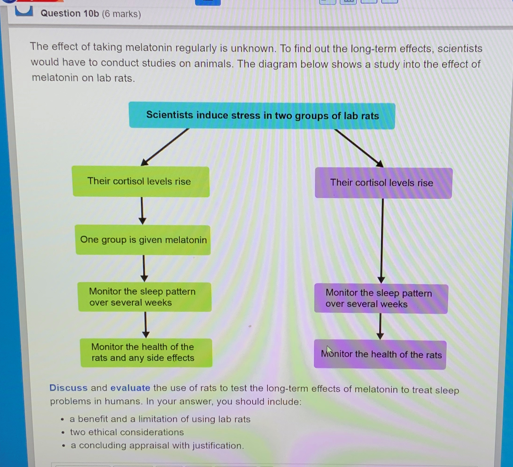 Question 10b (6 marks)
The effect of taking melatonin regularly is unknown. To find out the long-term effects, scientists
would have to conduct studies on animals. The diagram below shows a study into the effect of
melatonin on lab rats.
Scientists induce stress in two groups of lab rats
Their cortisol levels rise
Their cortisol levels rise
One group is given melatonin
Monitor the sleep pattern
over several weeks
Monitor the sleep pattern
over several weeks
Monitor the health of the
rats and any side effects
Monitor the health of the rats
Discuss and evaluate the use of rats to test the long-term effects of melatonin to treat sleep
problems in humans. In your answer, you should include:
• a benefit and a limitation of using lab rats
• two ethical considerations
• a concluding appraisal with justification.